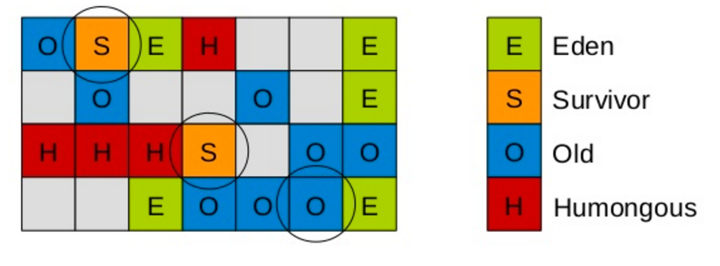 O S E H E
O O E
H H H S O O
E O O O E
E Eden
S Survivor
O Old
H Humongous